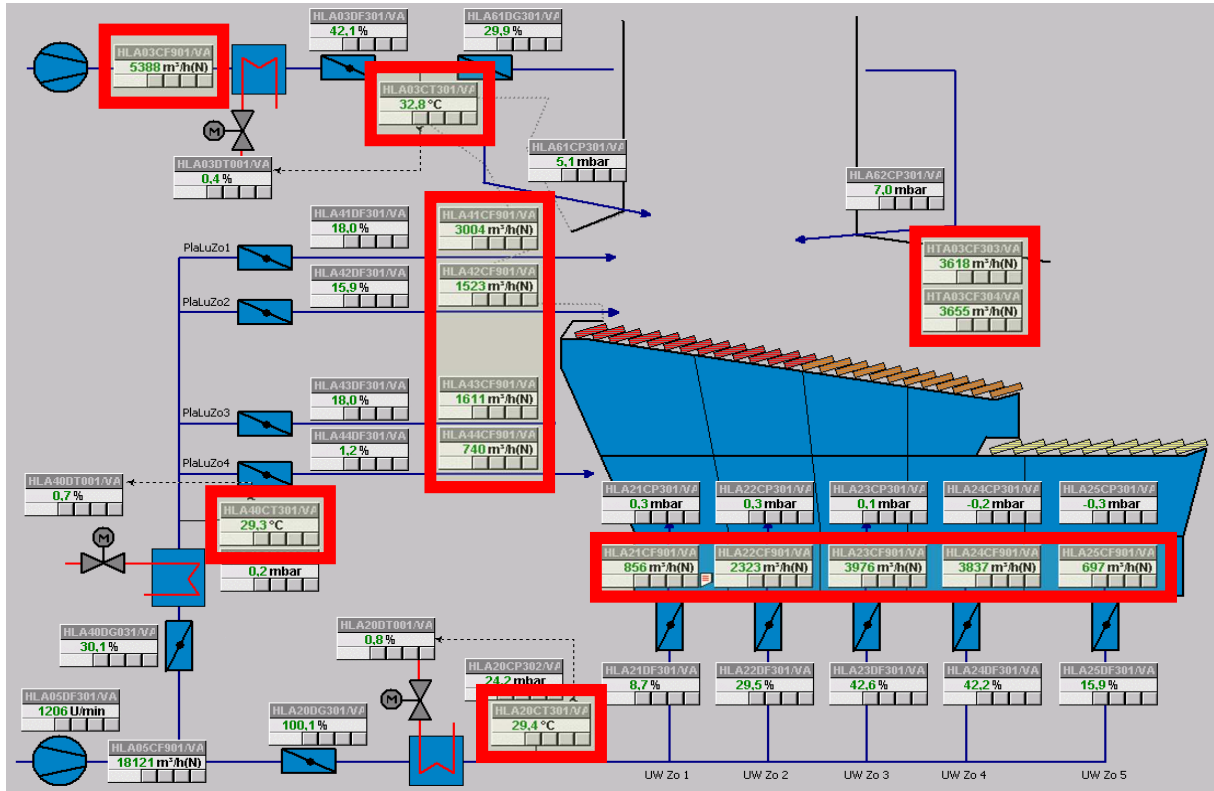 HLA03DF301/VA
42,1 %
HLA61DG301/VA
29,9 %
HLA03CF901/VA
5388 m³/h(N)
HLA03CT301/VA
32,8 °C
M
HLA03DT001/VA
0,4 %
HLA61CP301/VA
5,1 mbar
HLA62CP301/VA
7,0 mbar
HLA41DF301/VA
18,0 %
HLA41CF901/VA
3004 m³/h(N)
PlaLuZo1
HTA03CF303/VA
3618 m³/h(N)
HLA42DF301/VA
15,9 %
HLA42CF901/VA
1523 m³/h(N)
PlaLuZo2
HTA03CF304/VA
3655 m³/h(N)
HLA43DF301/VA
18,0 %
HLA43CF901/VA
1611 m³/h(N)
PlaLuZo3
HLA44DF301/VA
1,2 %
HLA44CF901/VA
740 m³/h(N)
PlaLuZo4
HLA40DT001/VA
0,7 %
HLA40CT301/VA
29,3 °C
0,2 mbar
M
HLA21CP301/VA
0,3 mbar
HLA22CP301/VA
0,3 mbar
HLA23CP301/VA
0,1 mbar
HLA24CP301/VA
-0,2 mbar
HLA25CP301/VA
-0,3 mbar
HLA21CF901/VA
856 m³/h(N)
HLA22CF901/VA
2323 m³/h(N)
HLA23CF901/VA
3976 m³/h(N)
HLA24CF901/VA
3837 m³/h(N)
HLA25CF901/VA
697 m³/h(N)
HLA40DG031/VA
30,1 %
HLA20DT001/VA
0,8 %
HLA20CP302/VA
24,2 mbar
HLA21DF301/VA
8,7 %
HLA22DF301/VA
29,5 %
HLA23DF301/VA
42,6 %
HLA24DF301/VA
42,2 %
HLA25DF301/VA
15,9 %
HLA05DF301/VA
1206 U/min
M
HLA20DG301/VA
100,1 %
HLA20CT301/VA
29,4 °C
HLA05CF901/VA
18121 m³/h(N)
UW Zo 1
UW Zo 2
UW Zo 3
UW Zo 4
UW Zo 5